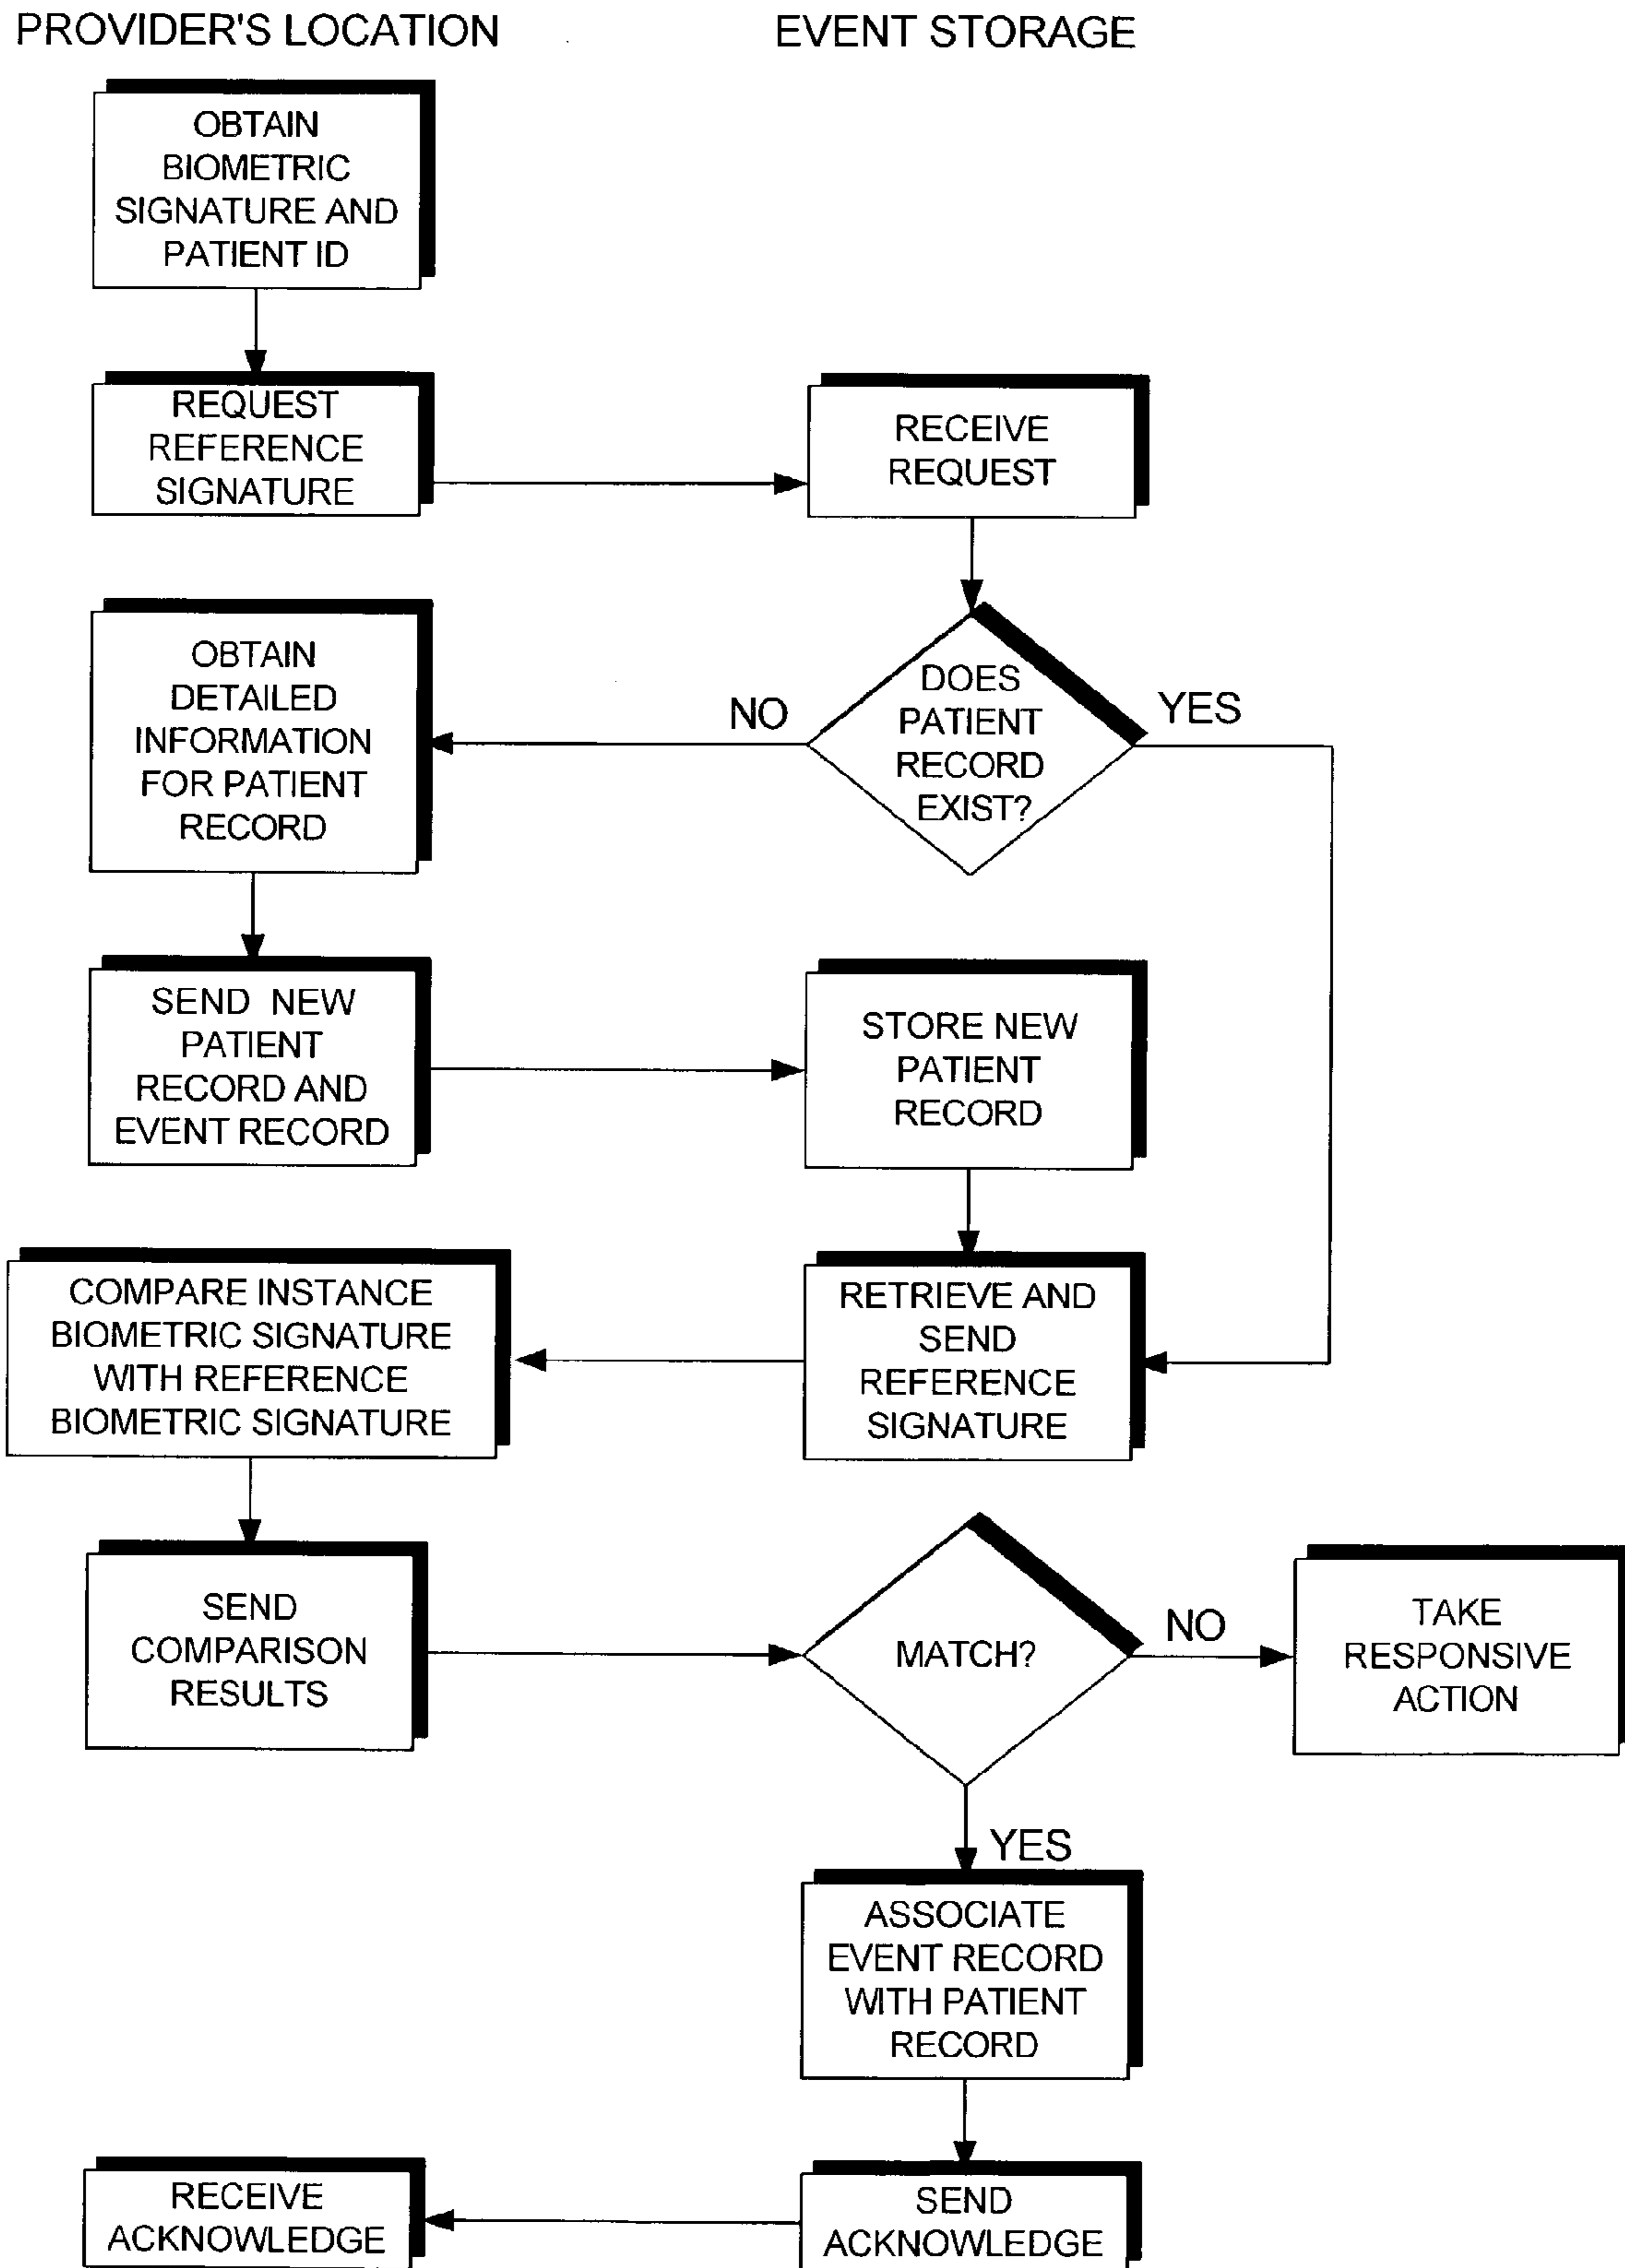 PROVIDER'S LOCATION
EVENT STORAGE
OBTAIN
BIOMETRIC
SIGNATURE AND
PATIENT ID
REQUEST
REFERENCE
SIGNATURE
RECEIVE
REQUEST
OBTAIN
DETAILED
INFORMATION
FOR PATIENT
RECORD
NO
DOES
PATIENT
RECORD
EXIST?
YES
SEND NEW
PATIENT
RECORD AND
EVENT RECORD
STORE NEW
PATIENT
RECORD
COMPARE INSTANCE
BIOMETRIC SIGNATURE
WITH REFERENCE
BIOMETRIC SIGNATURE
RETRIEVE AND
SEND
REFERENCE
SIGNATURE
SEND
COMPARISON
RESULTS
MATCH?
NO
TAKE
RESPONSIVE
ACTION
YES
ASSOCIATE
EVENT RECORD
WITH PATIENT
RECORD
RECEIVE
ACKNOWLEDGE
SEND
ACKNOWLEDGE